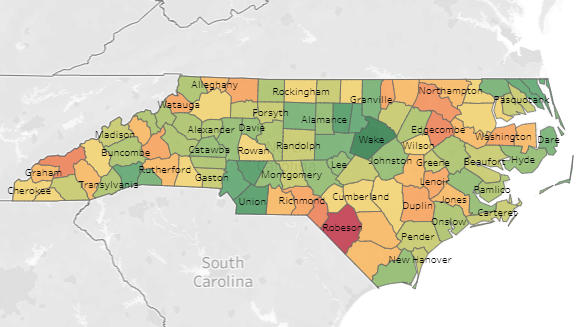 Alleghany
Rockingham
Northampton
Watauga
Granville
Pasquotank
Forsyth
Alamance
Madison
Alexander
Davie
Edgecombe
Wake
Washington
Dare
Buncombe
Catawba
Rowan
Randolph
Wilson
Graham
Rutherford
Lee
Johnston
Greene
Beaufort
Hyde
Cherokee
Transylvania
Gaston
Montgomery
Lenoir
Pamlico
Union
Richmond
Cumberland
Duplin
Jones
Carteret
Robeson
Onslow
Pender
New Hanover
South
Carolina